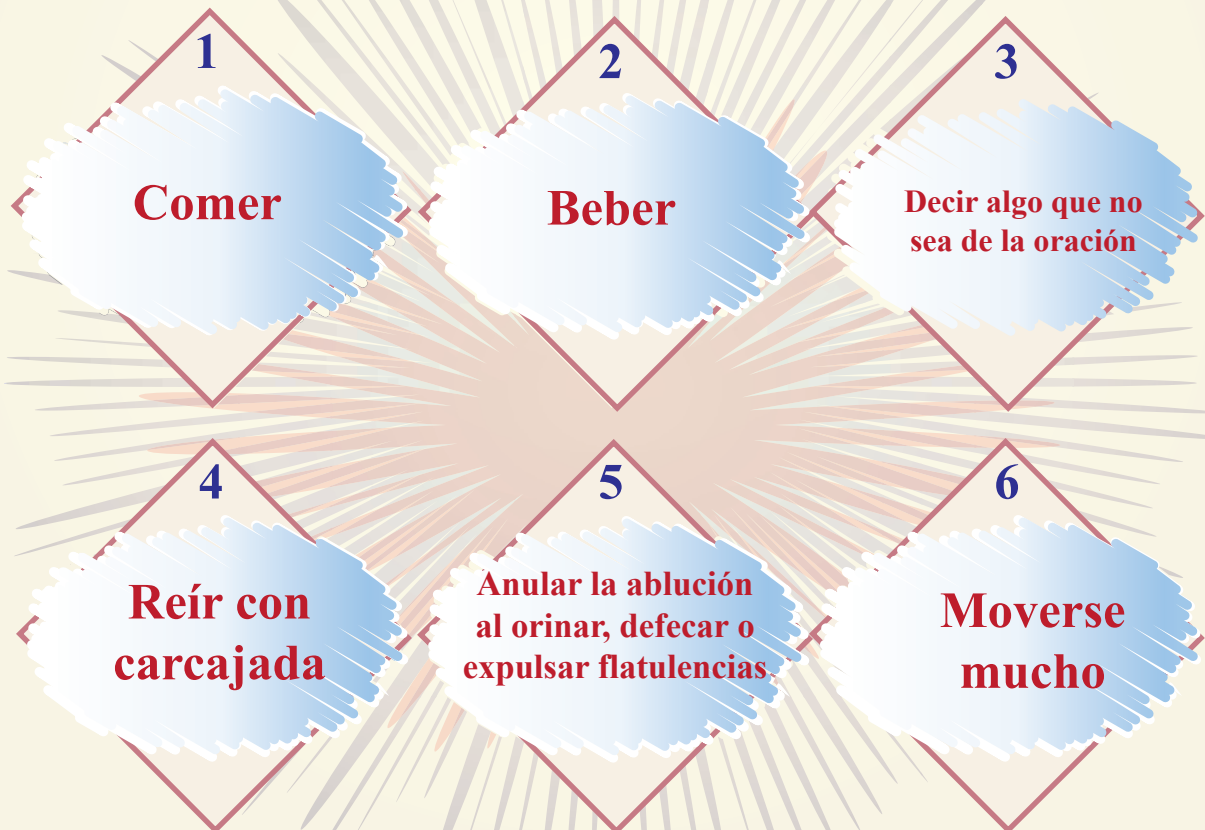 1
Comer
2
Beber
3
Decir algo que no
sea de la oración
4
Reír con
carcajada
5
Anular la ablución
al orinar, defecar o
expulsar flatulencias
6
Moverse
mucho